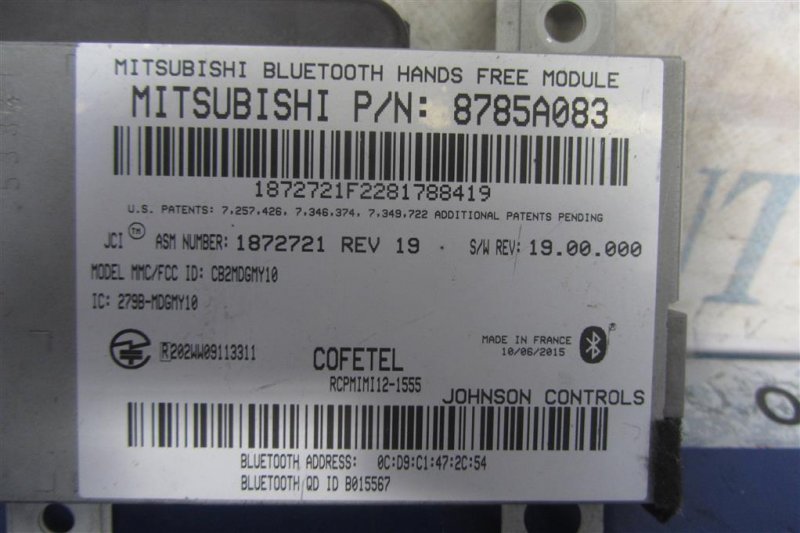 MITSUBISHI BLUETOOTH HANDS FREE MODULE
MITSUBISHI P/N: 8785A083
1872721F2281788419
U.S. PATENTS: 7,257,426, 7,346,374, 7,349,722 ADDITIONAL PATENTS PENDING
JCI™ ASM NUMBER: 1872721 REV 19 S/W REV: 19.00.000
MODEL MMC/FCC ID: CB2MDGMY10
IC: 279B-MDGMY10
R 202WW09113311
COFETEL
RCPMIMI12-1555
MADE IN FRANCE
10/06/2015
JOHNSON CONTROLS
BLUETOOTH ADDRESS: 0C:D9:C1:47:2C:54
BLUETOOTH QD ID B015567